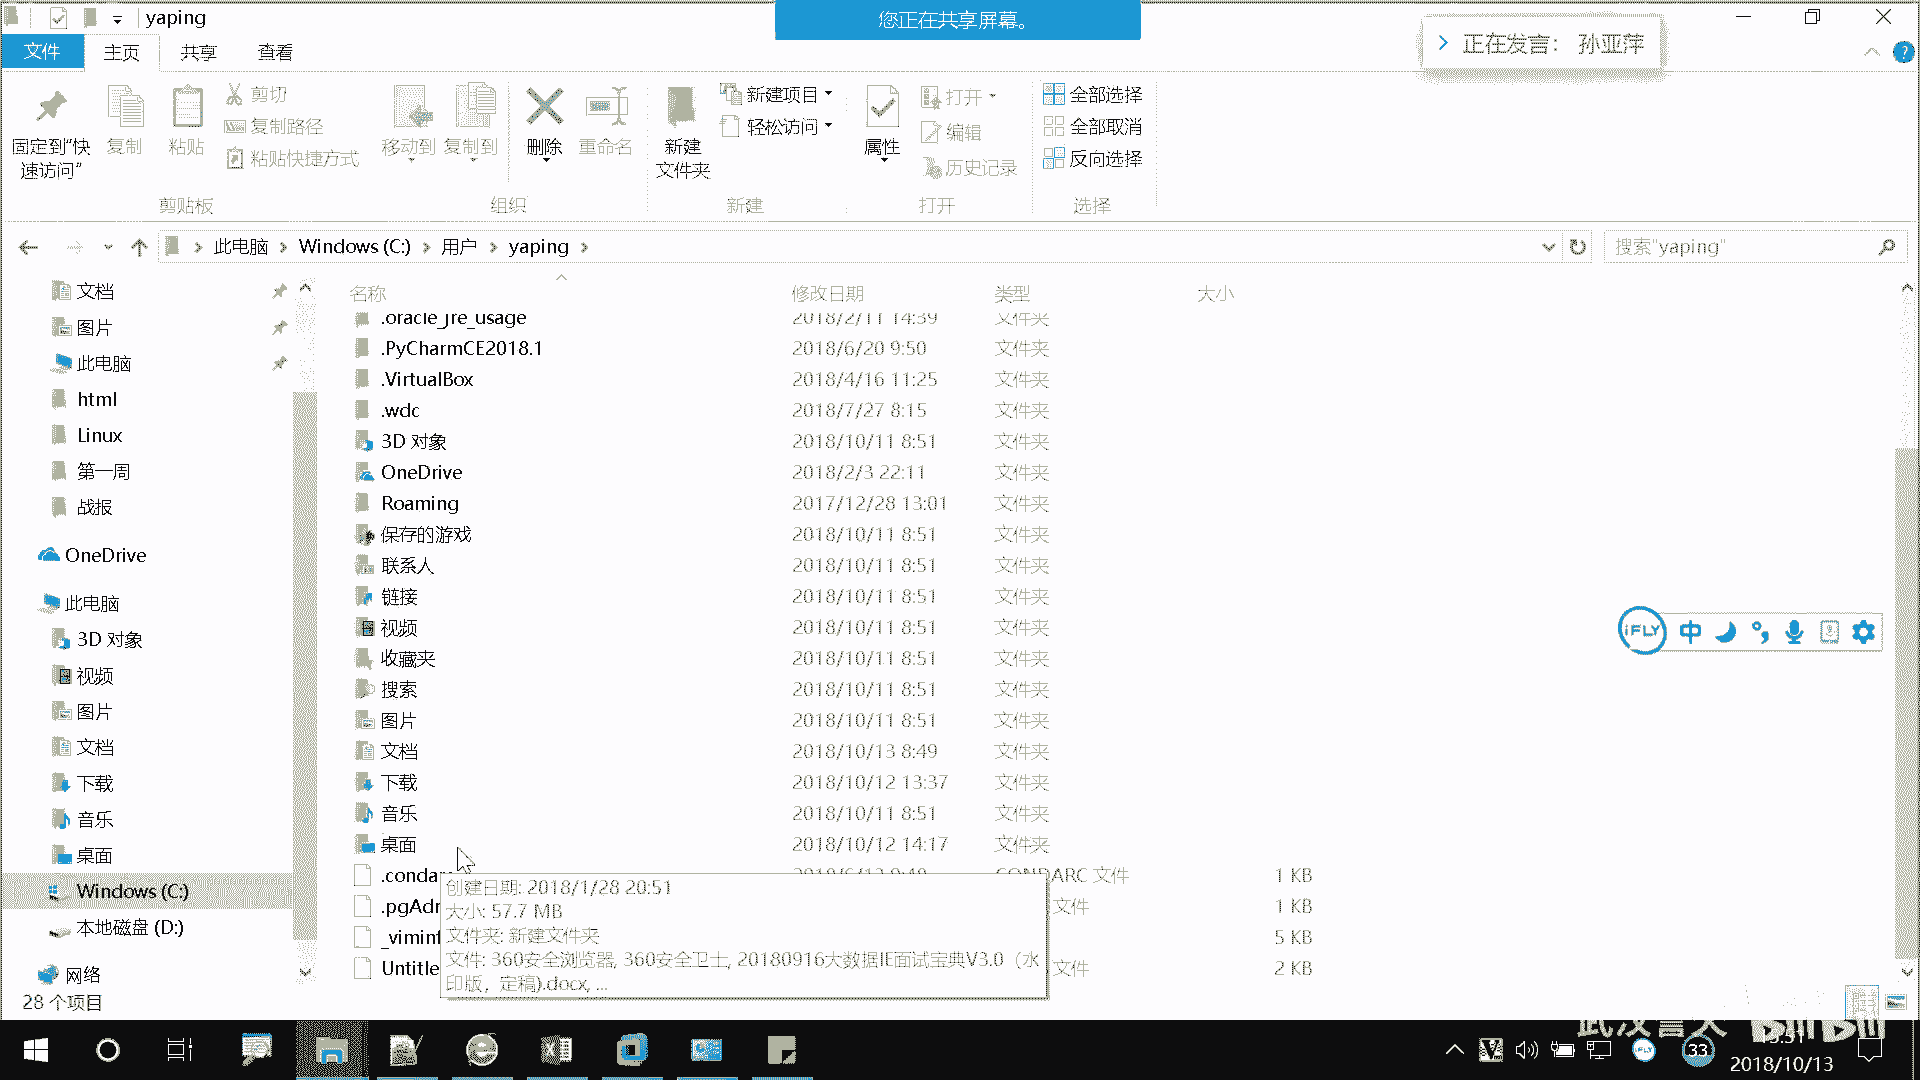 yaping
您正在共享屏幕。
正在发言： 孙亚萍
文件 主页 共享 查看
固定到"快速访问"
复制
粘贴
剪切
复制路径
粘贴快捷方式
剪贴板
移动到 复制到
删除 重命名
组织
新建文件夹
新建项目
轻松访问
新建
属性
打开
编辑
历史记录
打开
全部选择
全部取消
反向选择
选择
此电脑 > Windows (C:) > 用户 > yaping >
搜索"yaping"
文档
图片
此电脑
html
Linux
第一周
战报
OneDrive
此电脑
3D 对象
视频
图片
文档
下载
音乐
桌面
Windows (C:)
本地磁盘 (D:)
网络
28 个项目
名称 修改日期 类型 大小
.oracle_jre_usage 2018/2/11 14:39 文件夹
.PyCharmCE2018.1 2018/6/20 9:50 文件夹
.VirtualBox 2018/4/16 11:25 文件夹
.wdc 2018/7/27 8:15 文件夹
3D 对象 2018/10/11 8:51 文件夹
OneDrive 2018/2/3 22:11 文件夹
Roaming 2017/12/28 13:01 文件夹
保存的游戏 2018/10/11 8:51 文件夹
联系人 2018/10/11 8:51 文件夹
链接 2018/10/11 8:51 文件夹
视频 2018/10/11 8:51 文件夹
收藏夹 2018/10/11 8:51 文件夹
搜索 2018/10/11 8:51 文件夹
图片 2018/10/11 8:51 文件夹
文档 2018/10/13 8:49 文件夹
下载 2018/10/12 13:37 文件夹
音乐 2018/10/11 8:51 文件夹
桌面 2018/10/12 14:17 文件夹
文件 1 KB
文件 1 KB
5 KB
文件 2 KB
创建日期: 2018/1/28 20:51
大小: 57.7 MB
文件夹: 新建文件夹
文件: 360安全浏览器, 360安全卫士, 20180916大数据IE面试宝典V3.0（水
印版，定稿).docx, ...
iFLY 中
33
2018/10/13